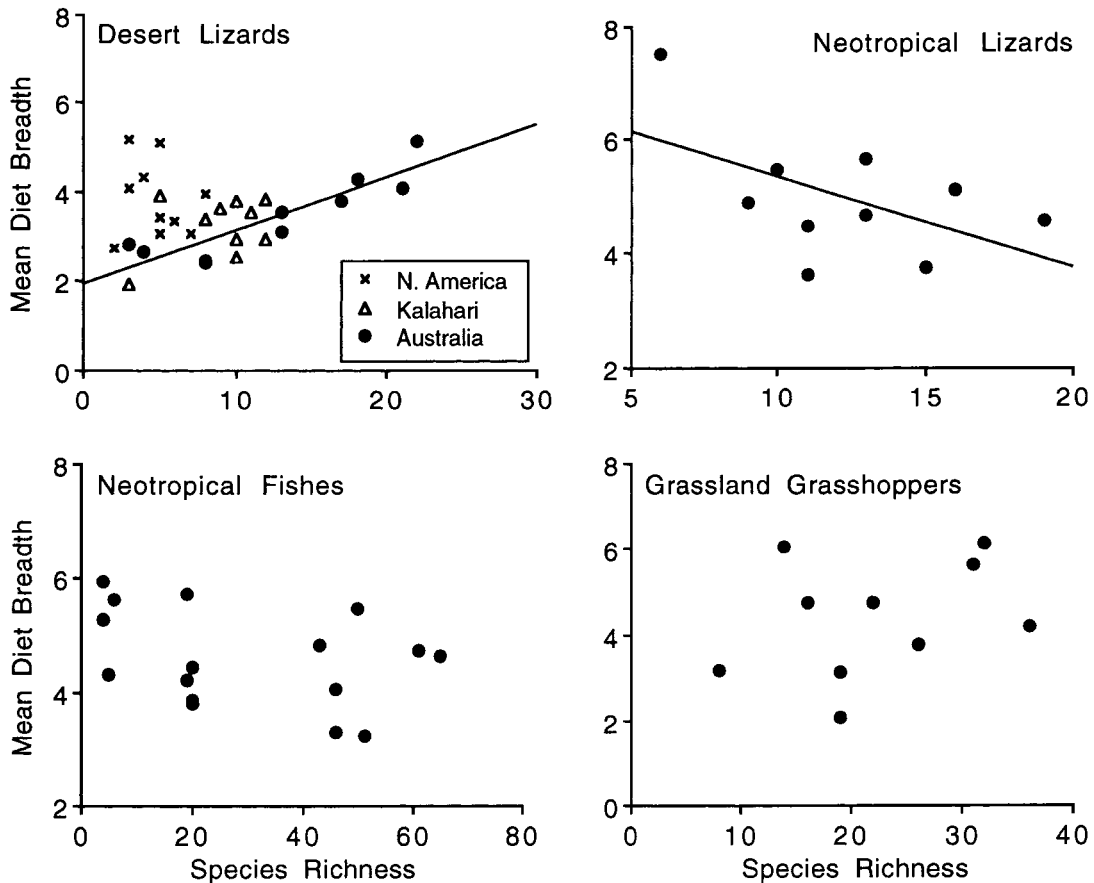 Desert Lizards
Mean Diet Breadth
8
6
4
2
0
0 10 20 30
× N. America
Kalahari
Australia
Neotropical Lizards
8
6
4
2
5 10 15 20
Neotropical Fishes
Mean Diet Breadth
8
6
4
2
0 20 40 60 80
Species Richness
Grassland Grasshoppers
8
6
4
2
0
0 10 20 30 40
Species Richness